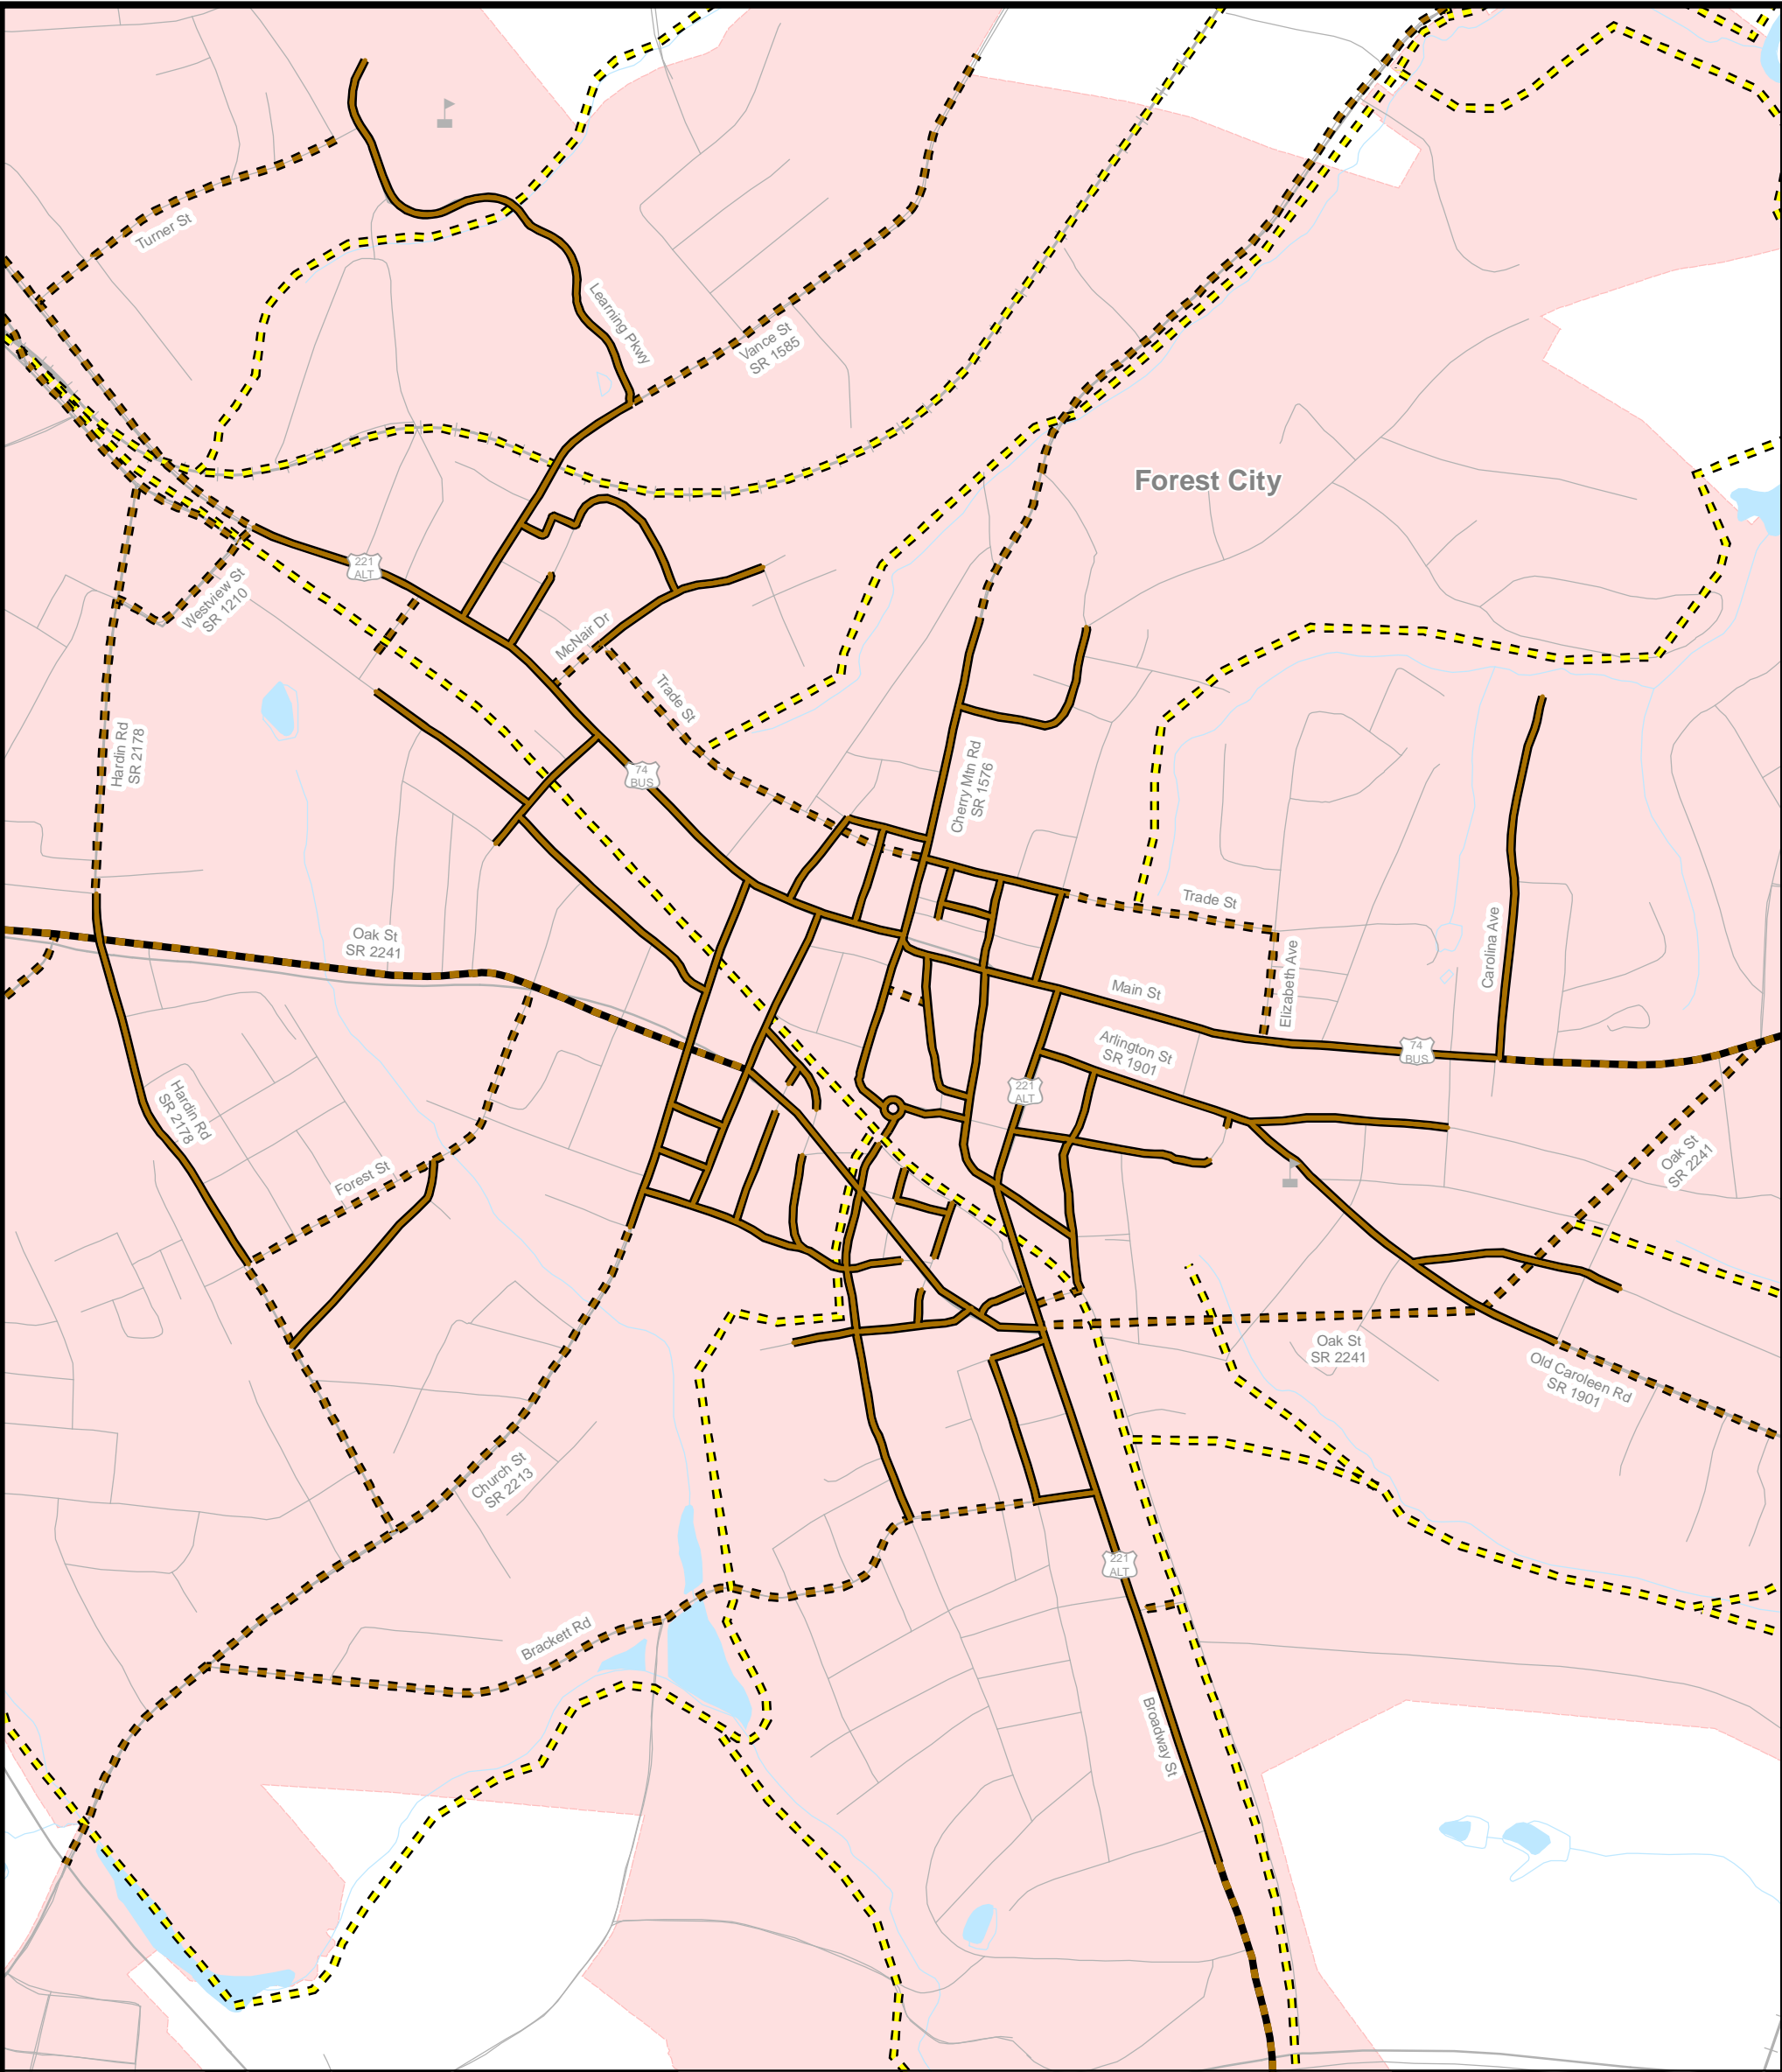 Turner St
Learning Pkwy
Vance St
SR 1585
Forest City
221
ALT
Westview St
SR 1210
McNair Dr
Trade St
Hardin Rd
SR 2178
74
BUS
Cherry Mtn Rd
SR 1576
Trade St
Oak St
SR 2241
Elizabeth Ave
Carolina Ave
Main St
Arlington St
SR 1901
74
BUS
221
ALT
Hardin Rd
SR 2178
Forest St
Oak St
SR 2241
Oak St
SR 2241
Old Caroleen Rd
SR 1901
Church St
SR 2213
221
ALT
Brackett Rd
Broadway St